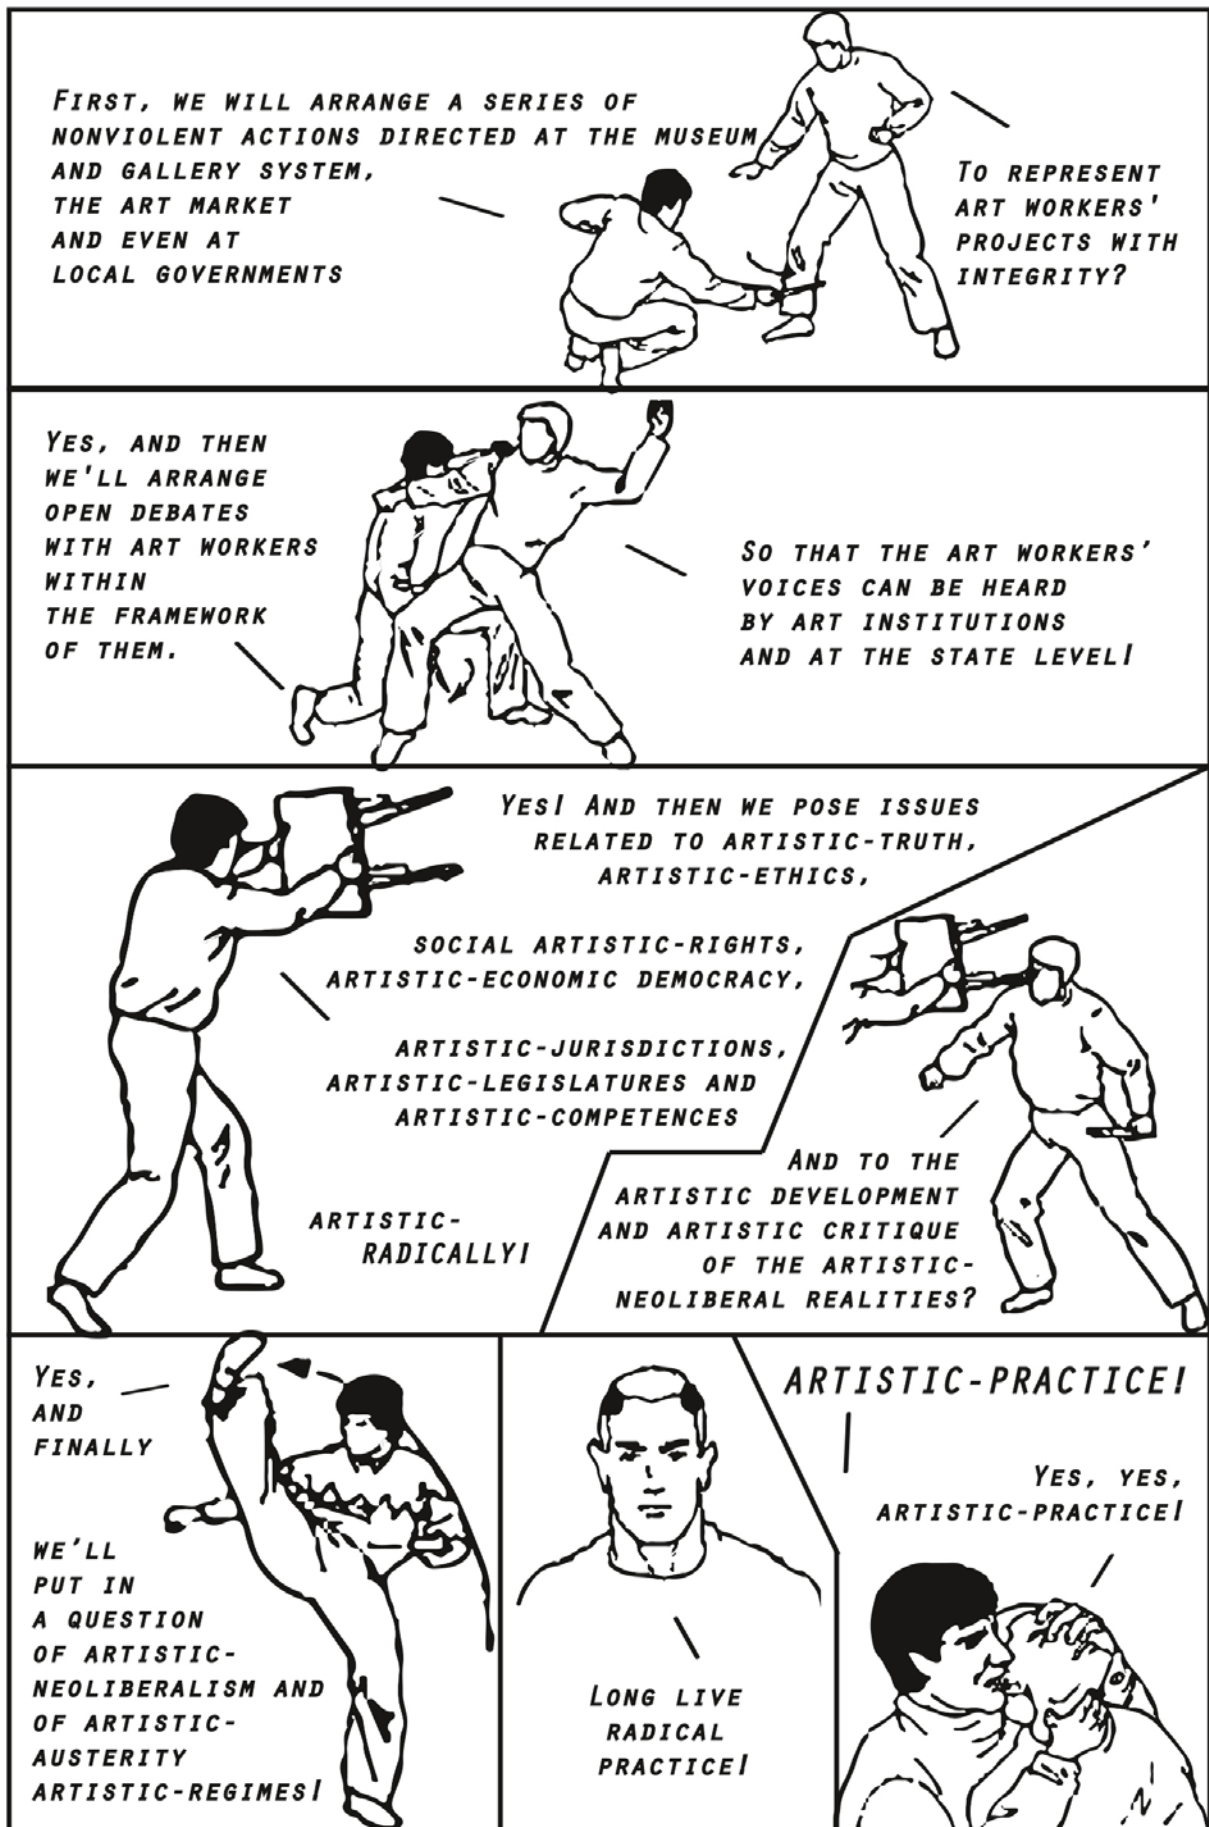 FIRST, WE WILL ARRANGE A SERIES OF
NONVIOLENT ACTIONS DIRECTED AT THE MUSEUM
AND GALLERY SYSTEM,
THE ART MARKET
AND EVEN AT
LOCAL GOVERNMENTS
TO REPRESENT
ART WORKERS'
PROJECTS WITH
INTEGRITY?
YES, AND THEN
WE'LL ARRANGE
OPEN DEBATES
WITH ART WORKERS
WITHIN
THE FRAMEWORK
OF THEM.
SO THAT THE ART WORKERS’
VOICES CAN BE HEARD
BY ART INSTITUTIONS
AND AT THE STATE LEVEL!
YES! AND THEN WE POSE ISSUES
RELATED TO ARTISTIC-TRUTH,
ARTISTIC-ETHICS,
SOCIAL ARTISTIC-RIGHTS,
ARTISTIC-ECONOMIC DEMOCRACY,
ARTISTIC-JURISDICTIONS,
ARTISTIC-LEGISLATURES AND
ARTISTIC-COMPETENCES
ARTISTIC-
RADICALLY!
AND TO THE
ARTISTIC DEVELOPMENT
AND ARTISTIC CRITIQUE
OF THE ARTISTIC-
NEOLIBERAL REALITIES?
YES,
AND
FINALLY
WE’LL
PUT IN
A QUESTION
OF ARTISTIC-
NEOLIBERALISM AND
OF ARTISTIC-
AUSTERITY
ARTISTIC-REGIMES!
LONG LIVE
RADICAL
PRACTICE!
ARTISTIC-PRACTICE!
YES, YES,
ARTISTIC-PRACTICE!